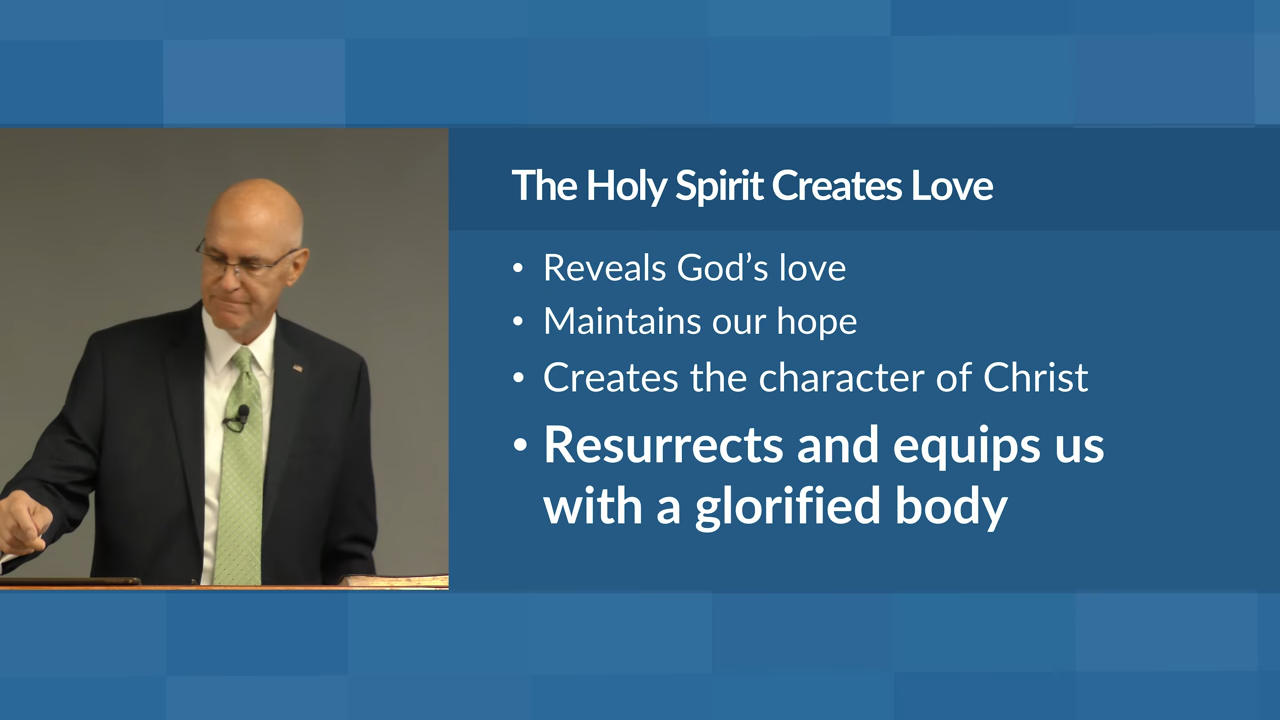 The Holy Spirit Creates Love
• Reveals God’s love
• Maintains our hope
• Creates the character of Christ
• Resurrects and equips us
with a glorified body